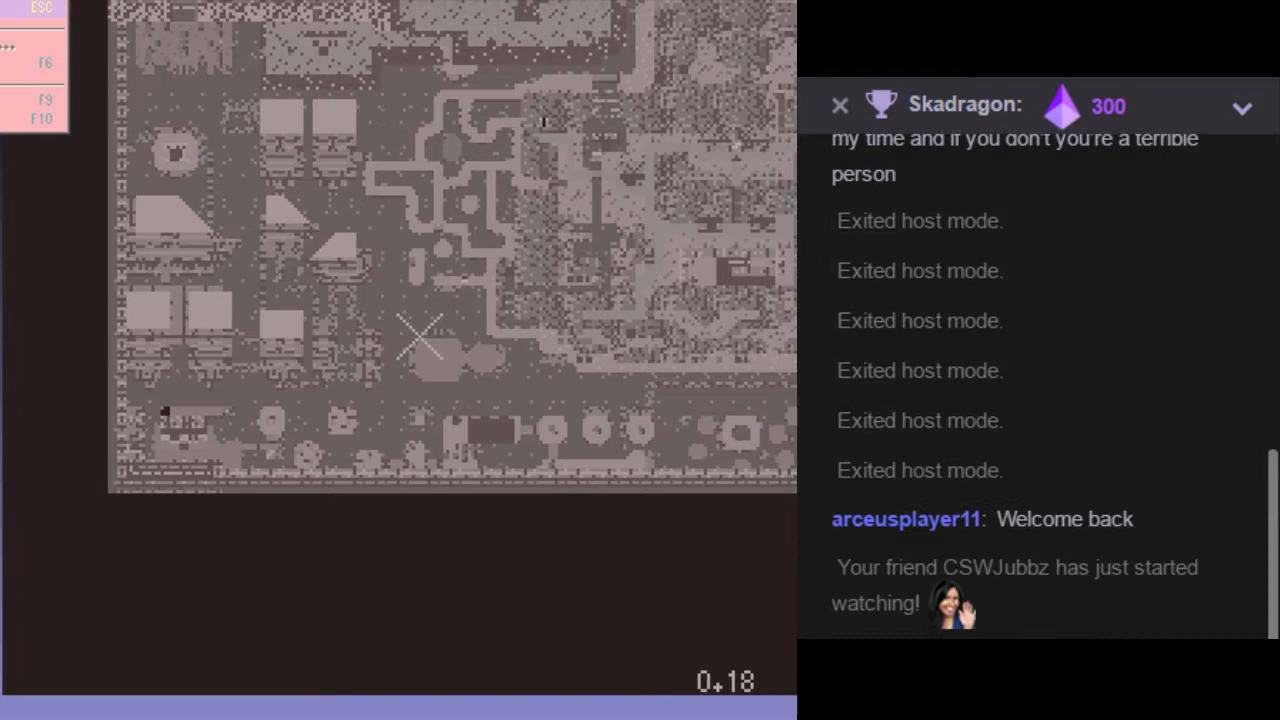 ESC
F6
F9
F10
Skadragon: 300
my time and if you don't you're a terrible
person
Exited host mode.
Exited host mode.
Exited host mode.
Exited host mode.
Exited host mode.
Exited host mode.
arceusplayer11: Welcome back
Your friend CSWJubbz has just started
watching!
0+18